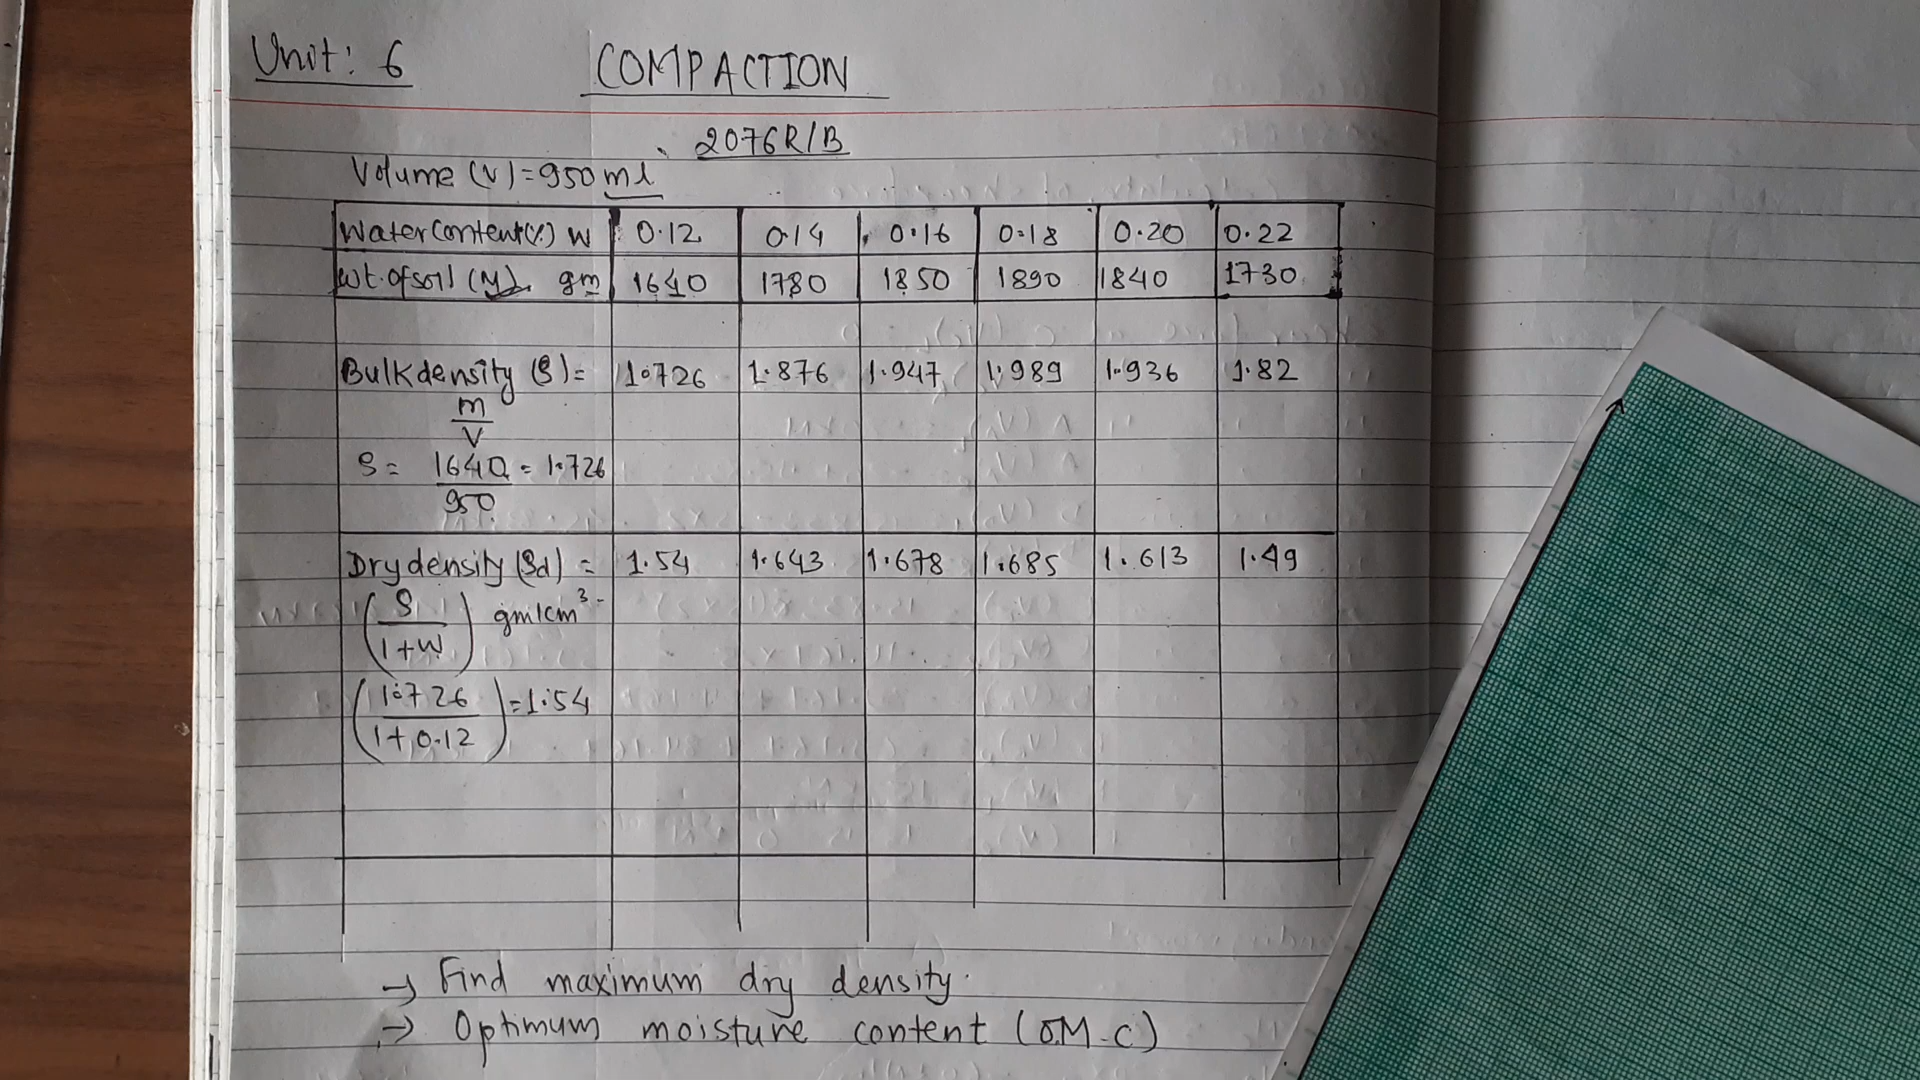 Unit: 6 COMPACTION
2076 R/B
Volume (V) = 950 ml
Water Content (%) W 0.12 0.14 0.16 0.18 0.20 0.22
Wt. of soil (M). gm 1640 1780 1850 1890 1840 1730
Bulk density (ρ) = 1.726 1.876 1.947 1.989 1.936 1.82
m
V
ρ = 1640 = 1.726
950
Dry density (ρd) = 1.54 1.643 1.678 1.685 1.613 1.49
(ρ / 1+W) gm/cm³
(1.726 / 1+0.12) = 1.54
→ Find maximum dry density.
→ Optimum moisture content (O.M.C)